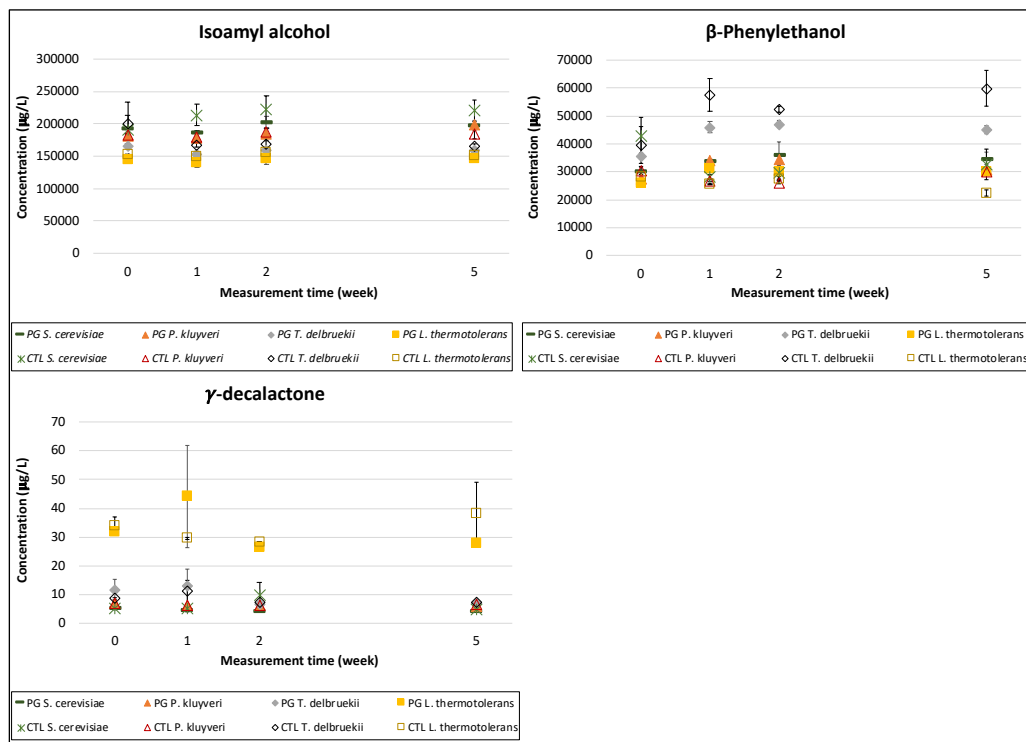 Isoamyl alcohol
Concentration (µg/L)
300000
250000
200000
150000
100000
50000
0
0 1 2 5
Measurement time (week)
PG S. cerevisiae PG P. kluyveri PG T. delbruekii PG L. thermotolerans
CTL S. cerevisiae CTL P. kluyveri CTL T. delbruekii CTL L. thermotolerans
β-Phenylethanol
Concentration (µg/L)
70000
60000
50000
40000
30000
20000
10000
0
0 1 2 5
Measurement time (week)
PG S. cerevisiae PG P. kluyveri PG T. delbruekii PG L. thermotolerans
CTL S. cerevisiae CTL P. kluyveri CTL T. delbruekii CTL L. thermotolerans
γ-decalactone
Concentration (µg/L)
70
60
50
40
30
20
10
0
0 1 2 5
Measurement time (week)
PG S. cerevisiae PG P. kluyveri PG T. delbruekii PG L. thermotolerans
CTL S. cerevisiae CTL P. kluyveri CTL T. delbruekii CTL L. thermotolerans